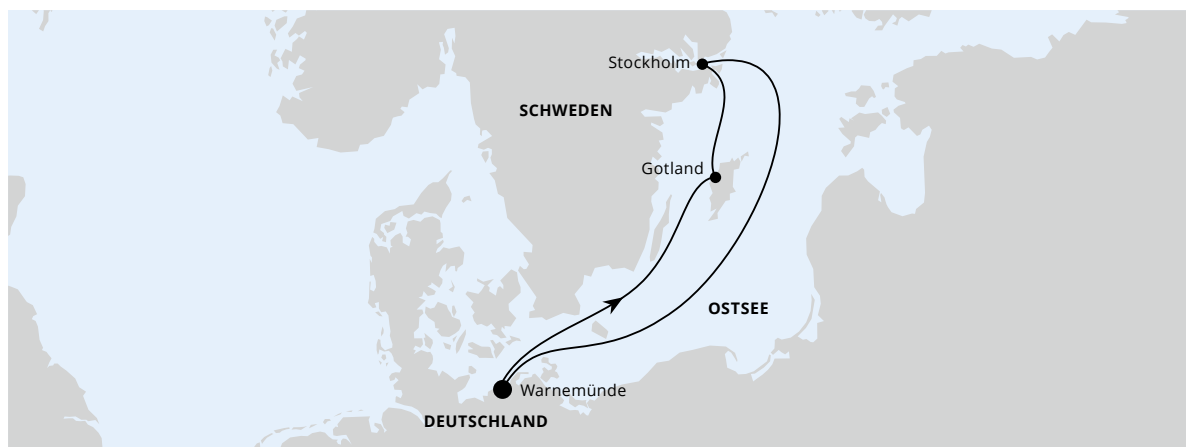 Stockholm
SCHWEDEN
Gotland
OSTSEE
Warnemünde
DEUTSCHLAND